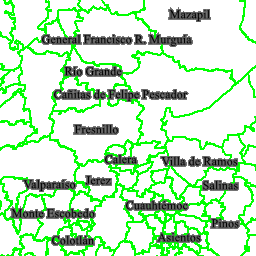 Mazapil
General Francisco R. Murguía
Río Grande
Cañitas de Felipe Pescador
Fresnillo
Calera
Villa de Ramos
Jerez
Valparaíso
Salinas
Cuauhtémoc
Monte Escobedo
Pinos
Colotlán
Asientos